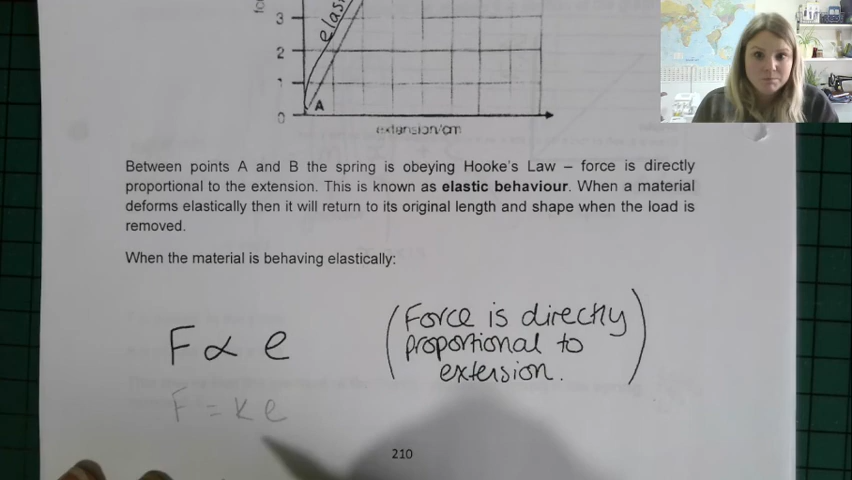 3
elas
2
1
A
0
extension/cm
Between points A and B the spring is obeying Hooke's Law – force is directly
proportional to the extension. This is known as elastic behaviour. When a material
deforms elastically then it will return to its original length and shape when the load is
removed.
When the material is behaving elastically:
F ∝ e
(Force is directly
proportional to
extension.)
F = ke
210